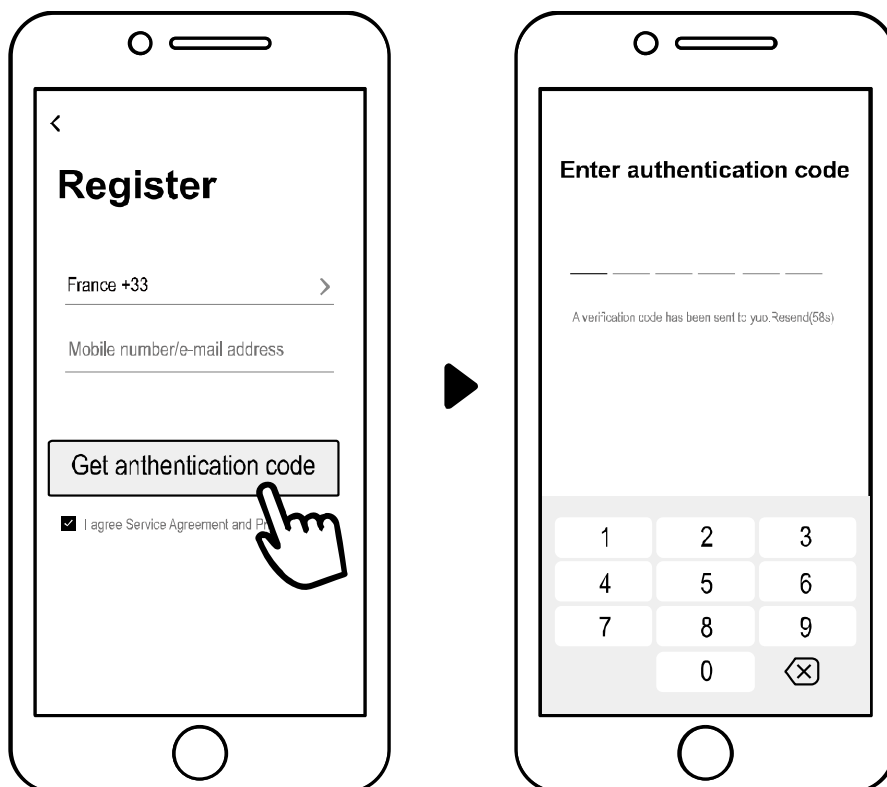 Register
France +33
Mobile number/e-mail address
Get anthentication code
I agree Service Agreement and
Enter authentication code
A verification code has been sent to yuo.Resend(58s)
1 2 3
4 5 6
7 8 9
0